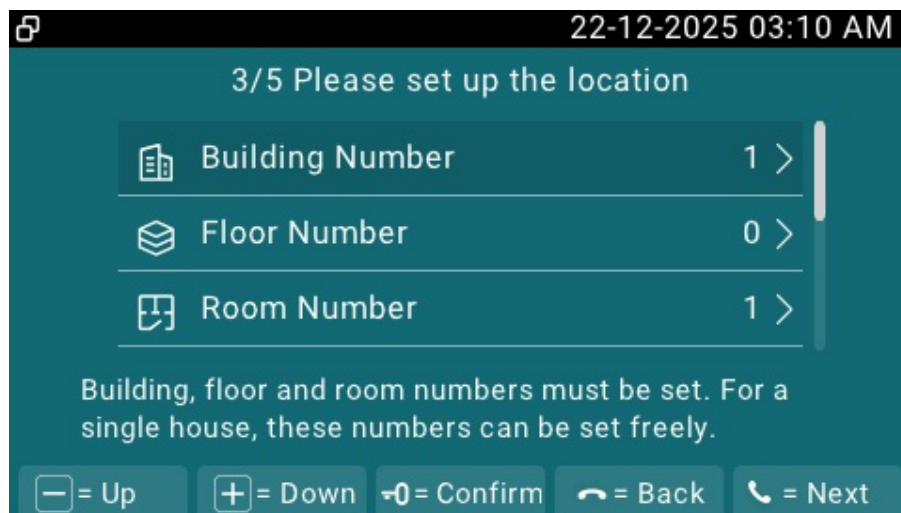 22-12-2025 03:10 AM
3/5 Please set up the location
Building Number 1 >
Floor Number 0 >
Room Number 1 >
Building, floor and room numbers must be set. For a
single house, these numbers can be set freely.
− = Up + = Down = Confirm = Back = Next